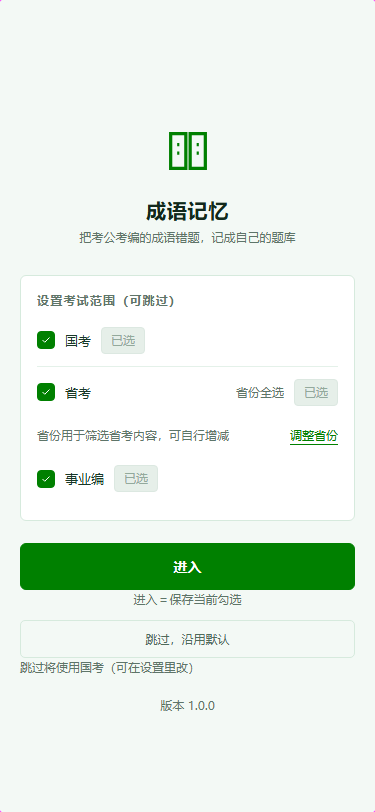 成语记忆
把考公考编的成语错题，记成自己的题库
设置考试范围（可跳过）
国考 已选
省考 省份全选 已选
省份用于筛选省考内容，可自行增减 调整省份
事业编 已选
进入
进入 = 保存当前勾选
跳过，沿用默认
跳过将使用国考（可在设置里改）
版本 1.0.0